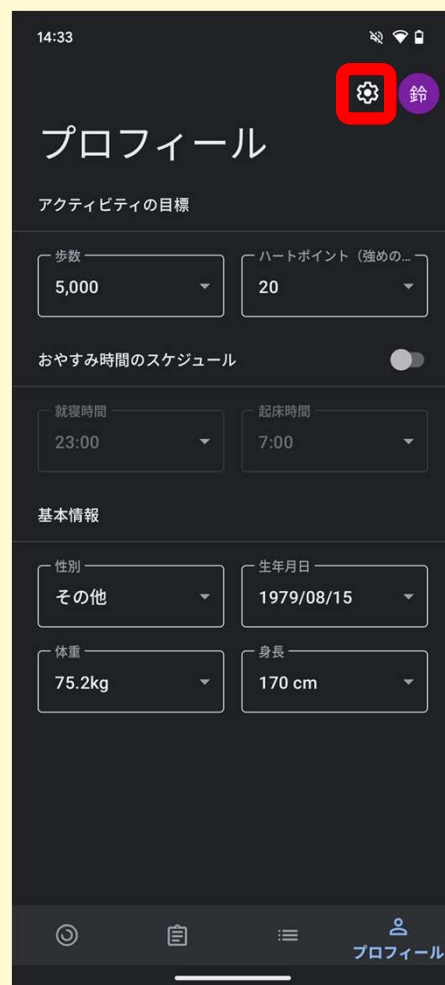 14:33
鈴
プロフィール
アクティビティの目標
歩数
ハートポイント（強めの...
5,000
20
おやすみ時間のスケジュール
就寝時間
起床時間
23:00
7:00
基本情報
性別
生年月日
その他
1979/08/15
体重
身長
75.2kg
170 cm
プロフィール